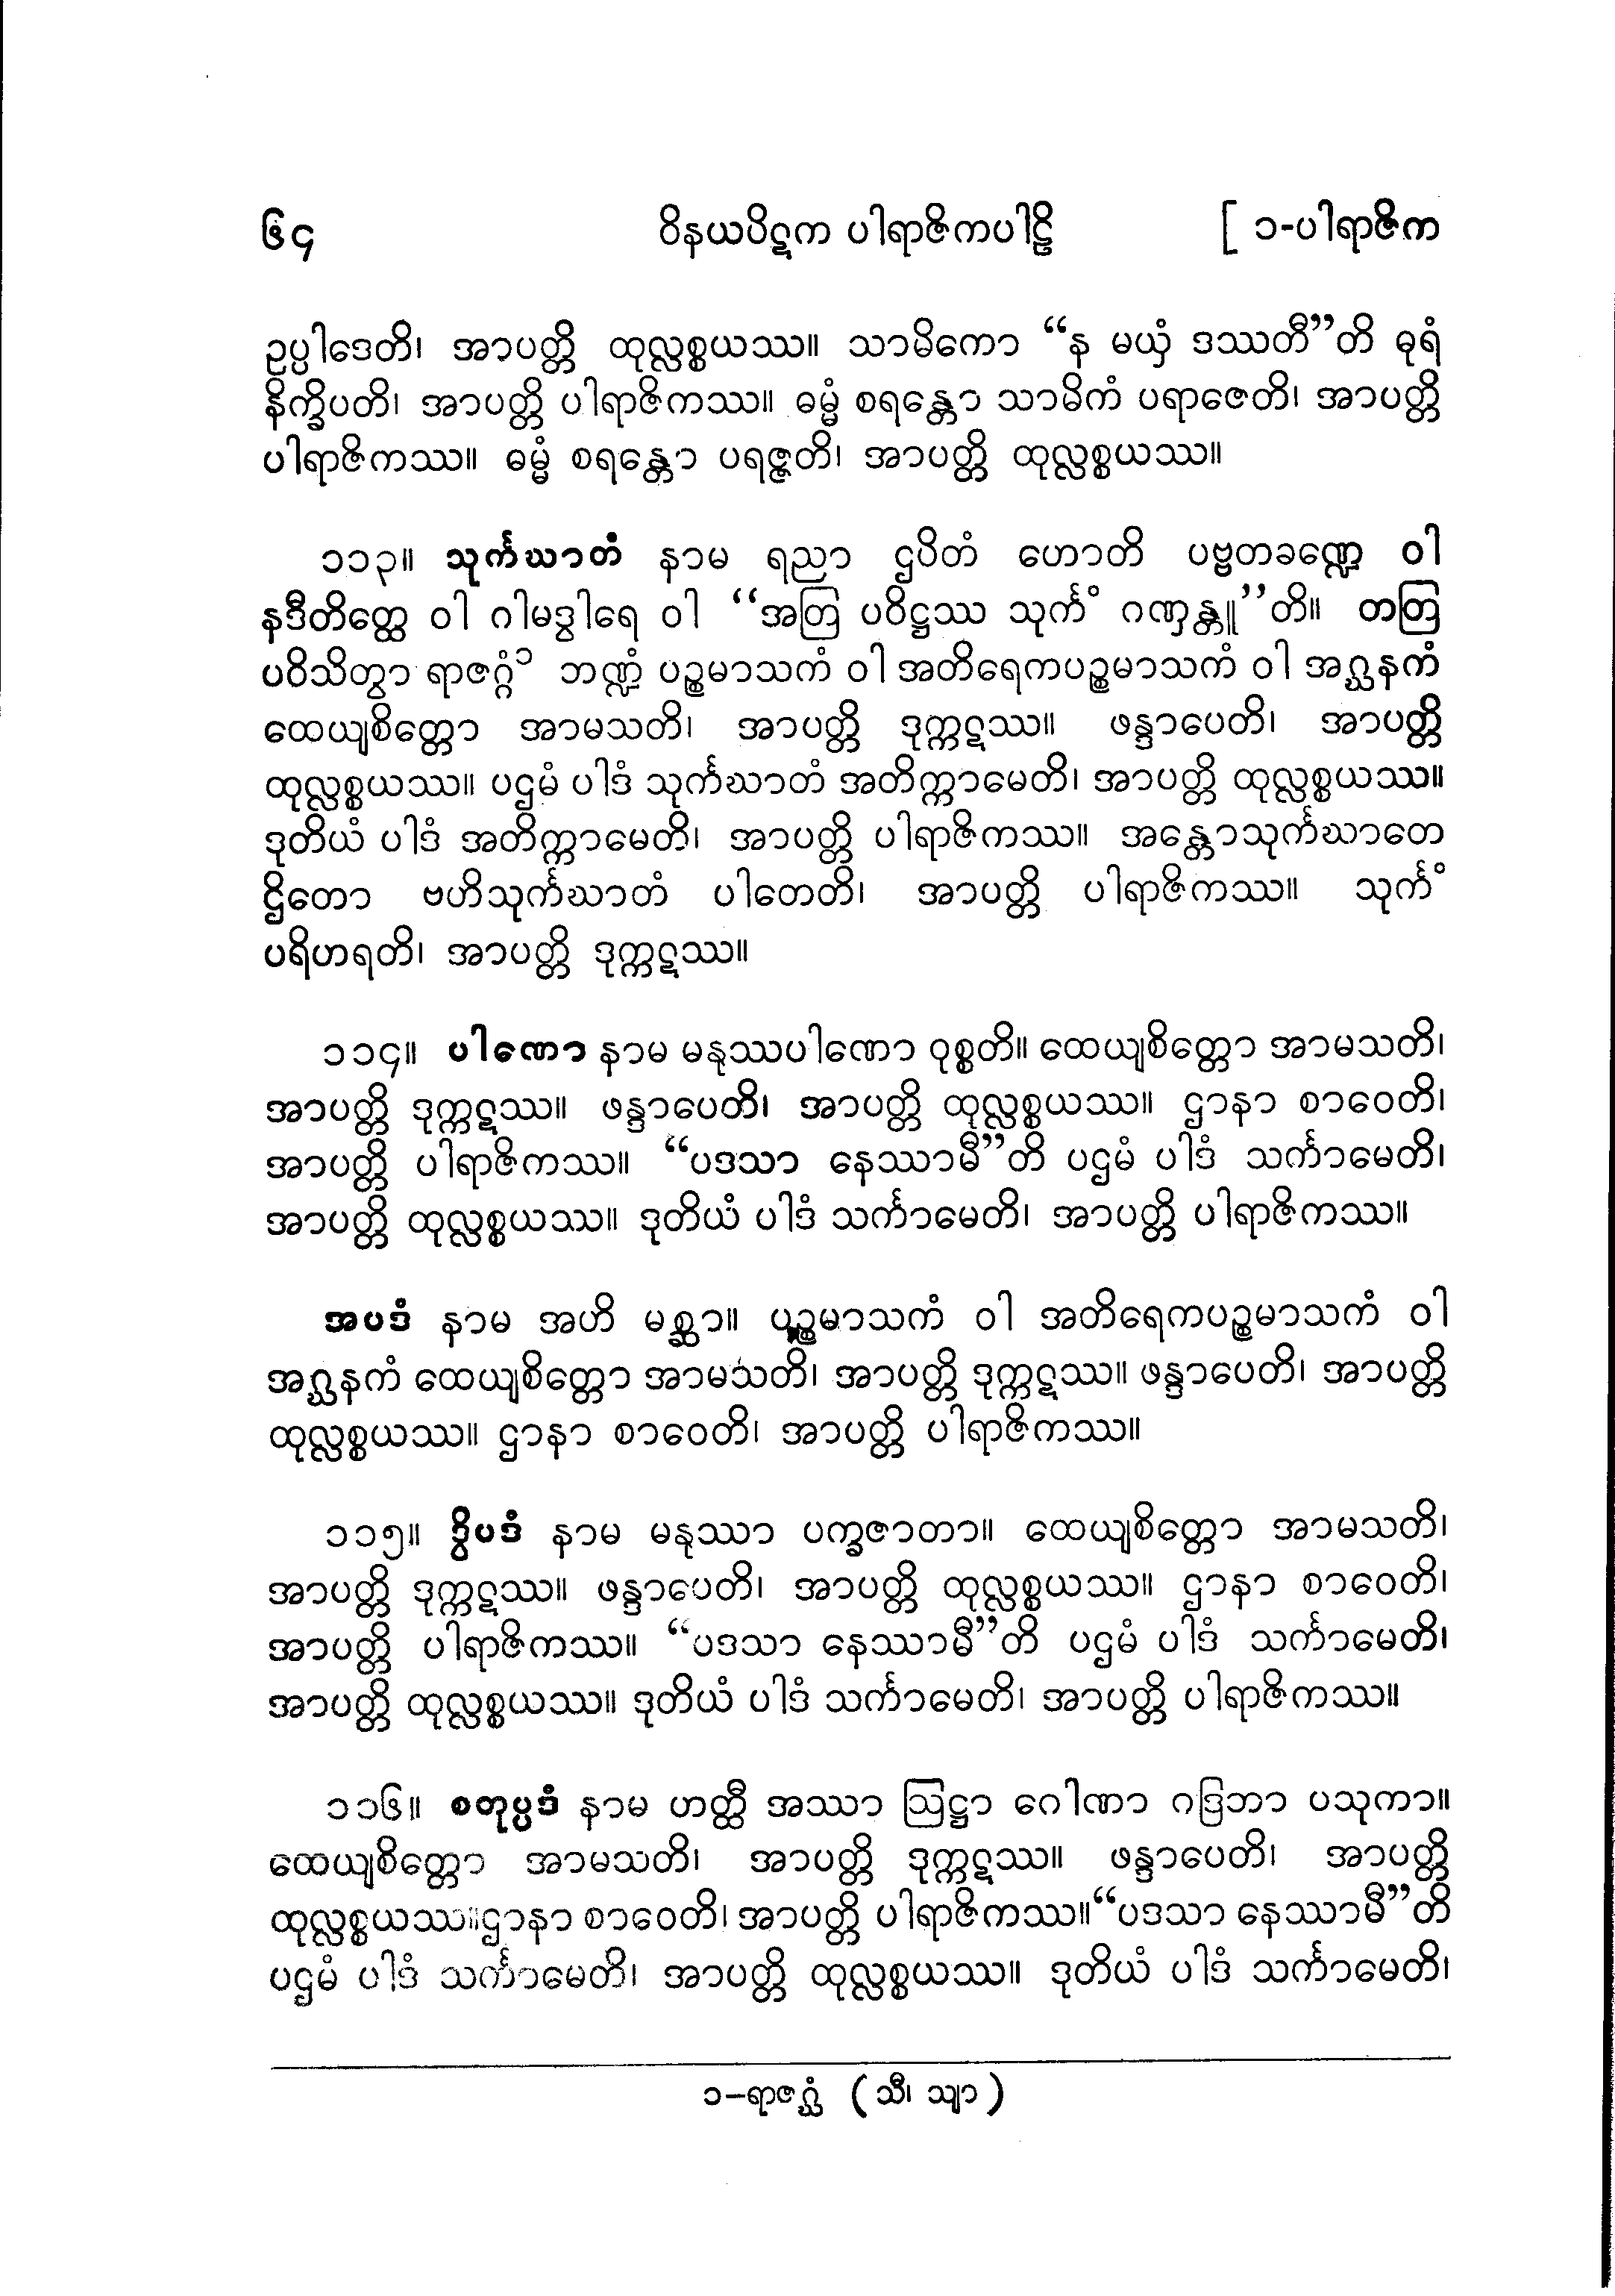 ၆၄ ဝိနယပိဋက ပါရာဇိကပါဠိ [ ၁-ပါရာဇိက
ဥပ္ပါဒေတိ၊ အာပတ္တိ ထုလ္လစ္စယဿ။ သာမိကော “န မယှံ ဒဿတီ”တိ ဓုရံ
နိက္ခိပတိ၊ အာပတ္တိ ပါရာဇိကဿ။ ဓမ္မံ စရန္တော သာမိကံ ပရာဇေတိ၊ အာပတ္တိ
ပါရာဇိကဿ။ ဓမ္မံ စရန္တော ပရဇ္ဇတိ၊ အာပတ္တိ ထုလ္လစ္စယဿ။
၁၁၃။ သုင်္ကဃာတံ နာမ ရညာ ဌပိတံ ဟောတိ ပဗ္ဗတခဏ္ဍေ ဝါ
နဒီတိတ္ထေ ဝါ ဂါမဒွါရေ ဝါ “အတြ ပဝိဋ္ဌဿ သုင်္ကံ ဂဏှန္တူ”တိ။ တတြ
ပဝိသိတွာ ရာဇဂ္ဂံ၁ ဘဏ္ဍံ ပဉ္စမာသကံ ဝါ အတိရေကပဉ္စမာသကံ ဝါ အဂ္ဃနကံ
ထေယျစိတ္တော အာမသတိ၊ အာပတ္တိ ဒုက္ကဋဿ။ ဖန္ဒာပေတိ၊ အာပတ္တိ
ထုလ္လစ္စယဿ။ ပဌမံ ပါဒံ သုင်္ကဃာတံ အတိက္ကာမေတိ၊ အာပတ္တိ ထုလ္လစ္စယဿ။
ဒုတိယံ ပါဒံ အတိက္ကာမေတိ၊ အာပတ္တိ ပါရာဇိကဿ။ အန္တောသုင်္ကဃာတေ
ဌိတော ဗဟိသုင်္ကဃာတံ ပါတေတိ၊ အာပတ္တိ ပါရာဇိကဿ။ သုင်္ကံ
ပရိဟရတိ၊ အာပတ္တိ ဒုက္ကဋဿ။
၁၁၄။ ပါဏော နာမ မနုဿပါဏော ဝုစ္စတိ။ ထေယျစိတ္တော အာမသတိ၊
အာပတ္တိ ဒုက္ကဋဿ။ ဖန္ဒာပေတိ၊ အာပတ္တိ ထုလ္လစ္စယဿ။ ဌာနာ စာဝေတိ၊
အာပတ္တိ ပါရာဇိကဿ။ “ပဒသာ နေဿာမီ”တိ ပဌမံ ပါဒံ သင်္ကာမေတိ၊
အာပတ္တိ ထုလ္လစ္စယဿ။ ဒုတိယံ ပါဒံ သင်္ကာမေတိ၊ အာပတ္တိ ပါရာဇိကဿ။
အပဒံ နာမ အဟိ မစ္ဆာ။ ပဉ္စမာသကံ ဝါ အတိရေကပဉ္စမာသကံ ဝါ
အဂ္ဃနကံ ထေယျစိတ္တော အာမသတိ၊ အာပတ္တိ ဒုက္ကဋဿ။ ဖန္ဒာပေတိ၊ အာပတ္တိ
ထုလ္လစ္စယဿ။ ဌာနာ စာဝေတိ၊ အာပတ္တိ ပါရာဇိကဿ။
၁၁၅။ ဒွိပဒံ နာမ မနုဿာ ပက္ခဇာတာ။ ထေယျစိတ္တော အာမသတိ၊
အာပတ္တိ ဒုက္ကဋဿ။ ဖန္ဒာပေတိ၊ အာပတ္တိ ထုလ္လစ္စယဿ။ ဌာနာ စာဝေတိ၊
အာပတ္တိ ပါရာဇိကဿ။ “ပဒသာ နေဿာမီ”တိ ပဌမံ ပါဒံ သင်္ကာမေတိ၊
အာပတ္တိ ထုလ္လစ္စယဿ။ ဒုတိယံ ပါဒံ သင်္ကာမေတိ၊ အာပတ္တိ ပါရာဇိကဿ။
၁၁၆။ စတုပ္ပဒံ နာမ ဟတ္ထီ အဿာ ဩဋ္ဌာ ဂေါဏာ ဂဒြဘာ ပသုကာ။
ထေယျစိတ္တော အာမသတိ၊ အာပတ္တိ ဒုက္ကဋဿ။ ဖန္ဒာပေတိ၊ အာပတ္တိ
ထုလ္လစ္စယဿ။ဌာနာ စာဝေတိ၊ အာပတ္တိ ပါရာဇိကဿ။“ပဒသာ နေဿာမီ”တိ
ပဌမံ ပါဒံ သင်္ကာမေတိ၊ အာပတ္တိ ထုလ္လစ္စယဿ။ ဒုတိယံ ပါဒံ သင်္ကာမေတိ၊
၁–ရာဇဂ္ဃံ (သီ၊ သျာ)